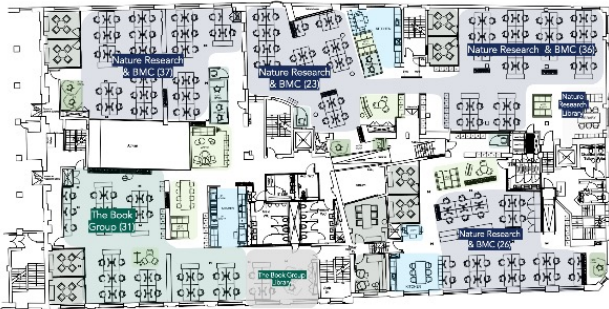 Nature Research
& BMC (37)
Nature Research
& BMC (23)
Nature Research & BMC (36)
Nature
Research
Library
The Book
Group (31)
Nature Research
& BMC (26)
The Book Group
Library